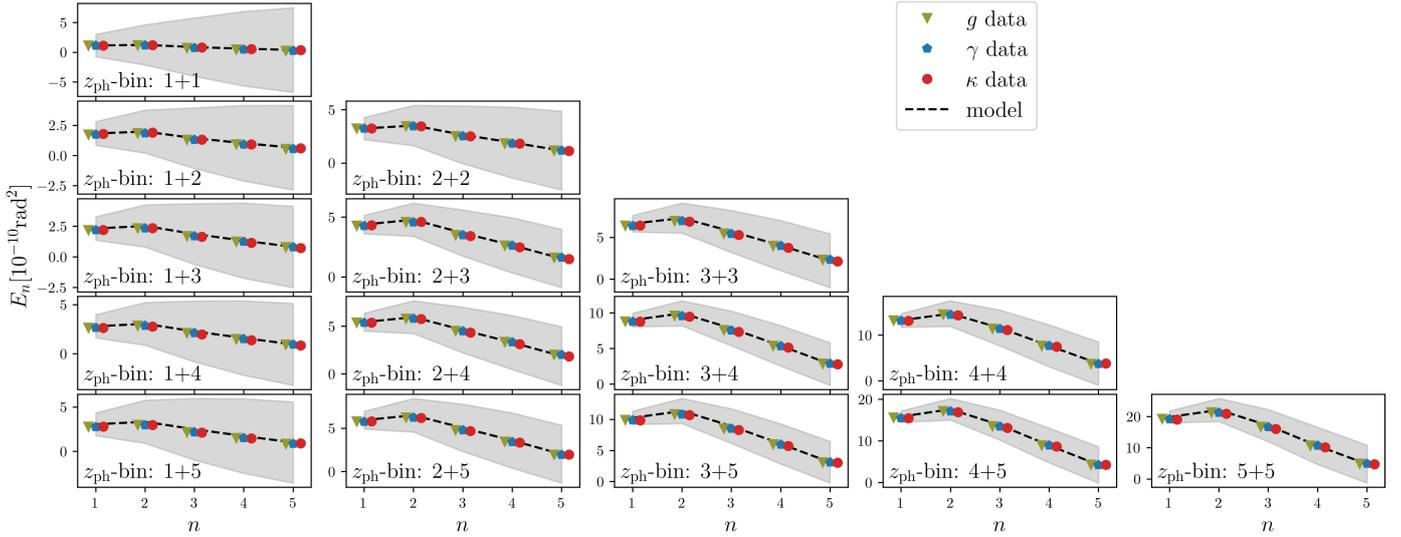 g data
γ data
κ data
model
E_n[10^{-10}rad^2]
5
0
−5
z_ph-bin: 1+1
2.5
0.0
−2.5
z_ph-bin: 1+2
5
0
z_ph-bin: 2+2
2.5
0.0
−2.5
z_ph-bin: 1+3
5
0
z_ph-bin: 2+3
5
0
z_ph-bin: 3+3
5
0
z_ph-bin: 1+4
5
0
z_ph-bin: 2+4
10
5
0
z_ph-bin: 3+4
10
0
z_ph-bin: 4+4
5
0
z_ph-bin: 1+5
5
0
z_ph-bin: 2+5
10
5
0
z_ph-bin: 3+5
20
10
0
z_ph-bin: 4+5
20
10
0
z_ph-bin: 5+5
1 2 3 4 5
1 2 3 4 5
1 2 3 4 5
1 2 3 4 5
1 2 3 4 5
n
n
n
n
n